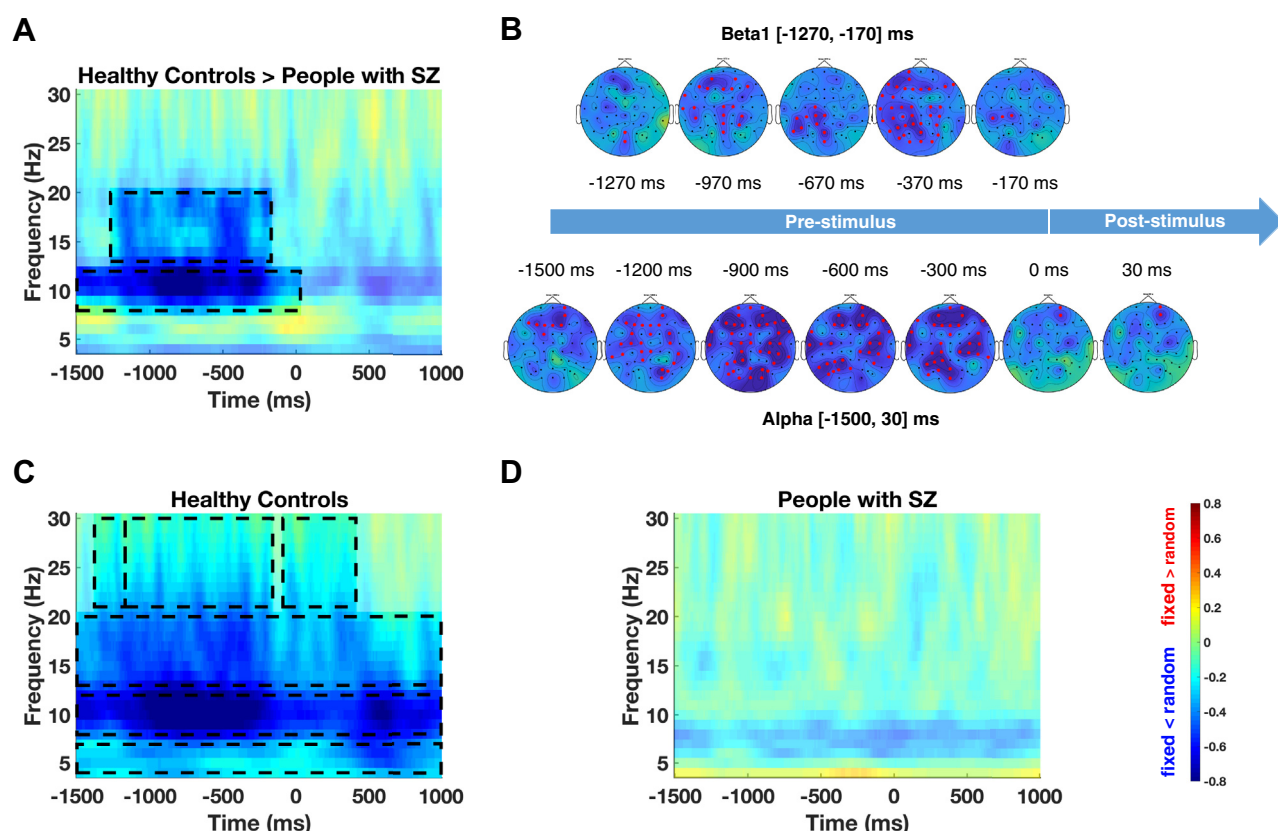 A
Healthy Controls > People with SZ
30
25
20
15
10
5
Frequency (Hz)
-1500 -1000 -500 0 500 1000
Time (ms)
B
Beta1 [-1270, -170] ms
-1270 ms -970 ms -670 ms -370 ms -170 ms
Pre-stimulus Post-stimulus
-1500 ms -1200 ms -900 ms -600 ms -300 ms 0 ms 30 ms
Alpha [-1500, 30] ms
C
Healthy Controls
30
25
20
15
10
5
Frequency (Hz)
-1500 -1000 -500 0 500 1000
Time (ms)
D
People with SZ
30
25
20
15
10
5
Frequency (Hz)
-1500 -1000 -500 0 500 1000
Time (ms)
fixed < random fixed > random
0.8
0.6
0.4
0.2
0
-0.2
-0.4
-0.6
-0.8